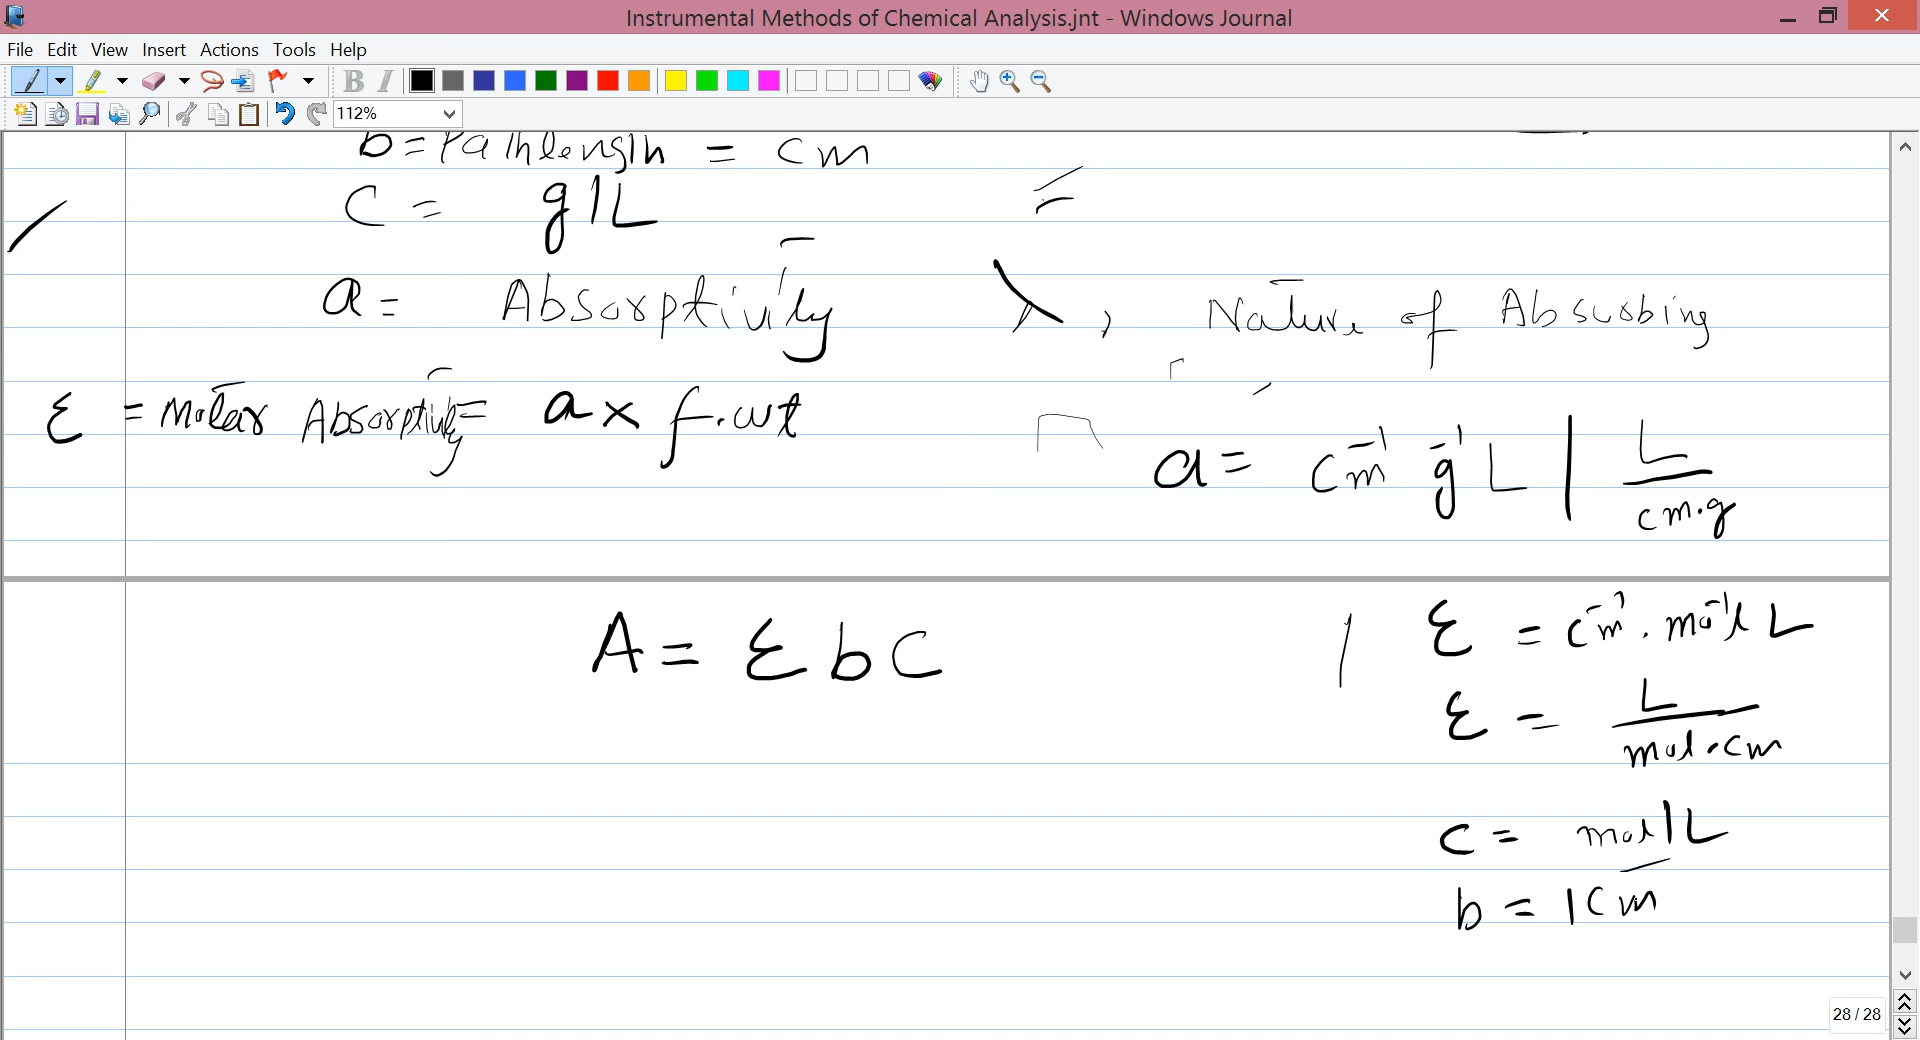 Instrumental Methods of Chemical Analysis.jnt - Windows Journal
File Edit View Insert Actions Tools Help
B I
112%
b = Pathlength = cm
C = g/L
a = Absorptivity λ, Nature of Absorbing
ε = Molar Absorptivity = a x f.wt
a = cm⁻¹ g⁻¹ L | L/cm.g
A = ε b C
ε = cm⁻¹ . mol⁻¹ L
ε = L/mol.cm
c = mol/L
b = 1cm
28 / 28